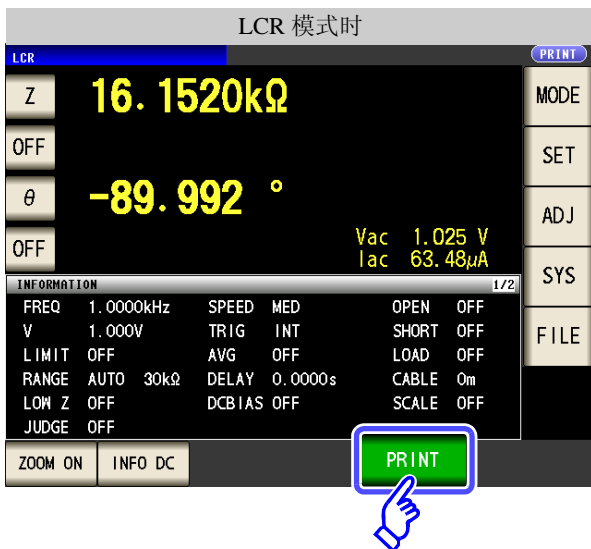 LCR 模式时
LCR PRINT
Z 16.1520kΩ MODE
OFF SET
θ -89.992 ° ADJ
OFF Vac 1.025 V
Iac 63.48μA SYS
INFORMATION 1/2
FREQ 1.0000kHz SPEED MED OPEN OFF
V 1.000V TRIG INT SHORT OFF FILE
LIMIT OFF AVG OFF LOAD OFF
RANGE AUTO 30kΩ DELAY 0.0000s CABLE 0m
LOW Z OFF DCBIAS OFF SCALE OFF
JUDGE OFF
ZOOM ON INFO DC PRINT